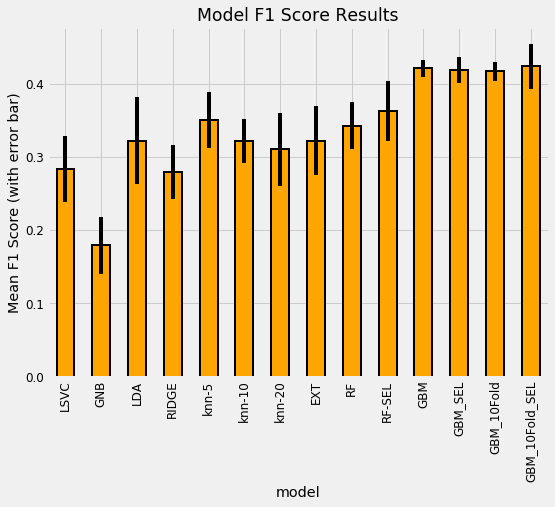 Model F1 Score Results
Mean F1 Score (with error bar)
0.4
0.3
0.2
0.1
0.0
LSVC
GNB
LDA
RIDGE
knn-5
knn-10
knn-20
EXT
RF
RF-SEL
GBM
GBM_SEL
GBM_10Fold
GBM_10Fold_SEL
model